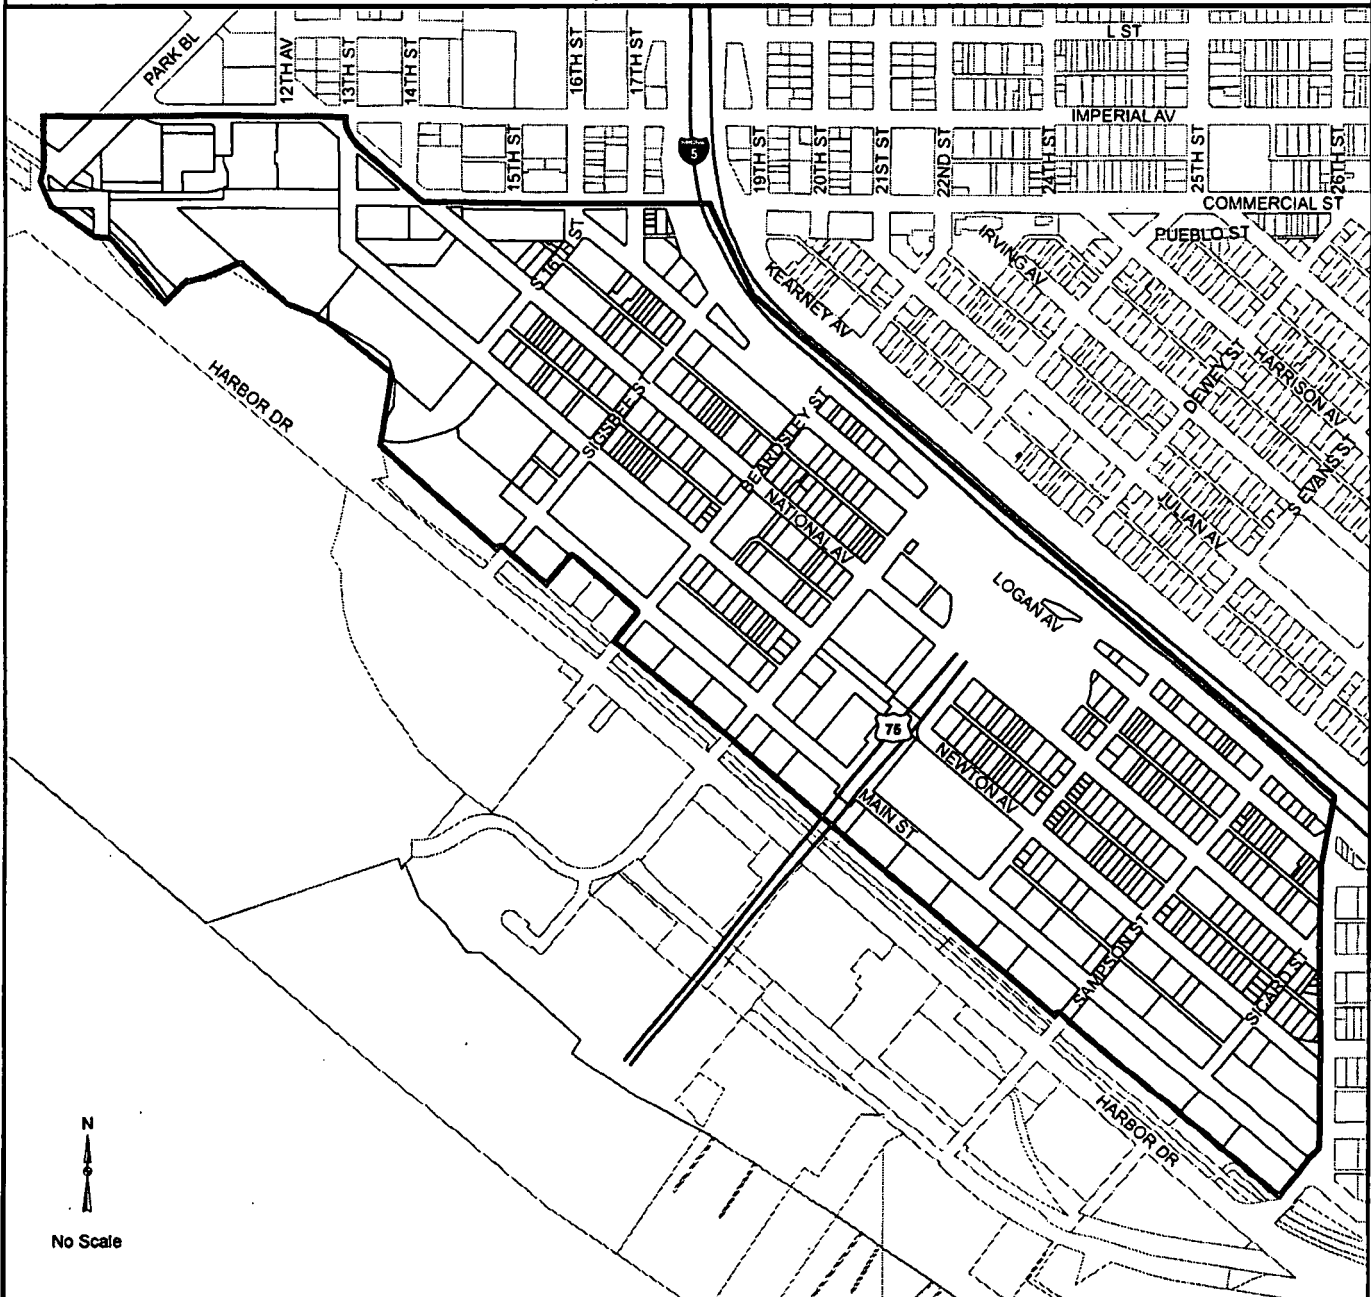 L ST
PARK BL
12TH AV
13TH ST
14TH ST
16TH ST
17TH ST
IMPERIAL AV
5
15TH ST
19TH ST
20TH ST
21ST ST
22ND ST
24TH ST
25TH ST
26TH ST
COMMERCIAL ST
S 16TH ST
IRVING AV
PUEBLO ST
KEARNEY AV
HARBOR DR
DEWEY ST
HARRISON AV
SIGSBEE S
BEARDSLEY ST
S EVANS ST
NATIONAL AV
JULIAN AV
LOGAN AV
75
NEWTON AV
MAIN ST
SAMPSON ST
SICARD ST
HARBOR DR
N
No Scale